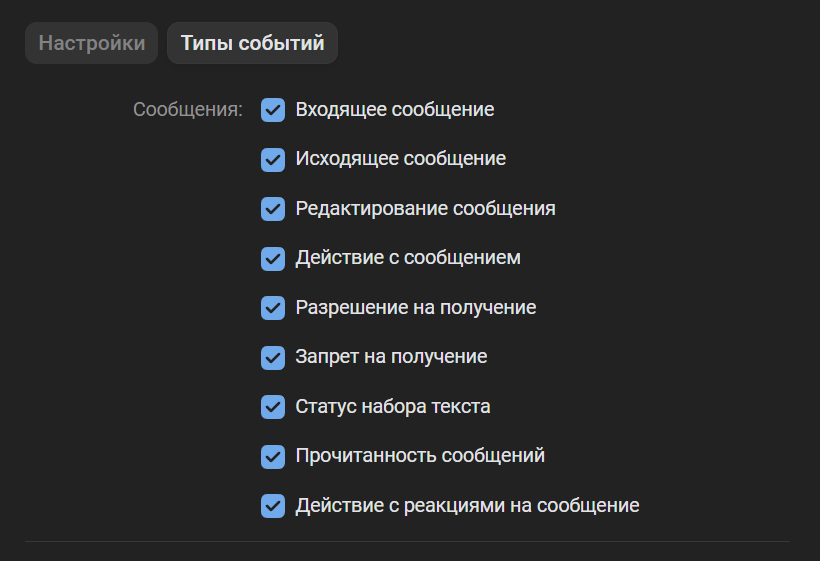 Настройки Типы событий
Сообщения: Входящее сообщение
Исходящее сообщение
Редактирование сообщения
Действие с сообщением
Разрешение на получение
Запрет на получение
Статус набора текста
Прочитанность сообщений
Действие с реакциями на сообщение